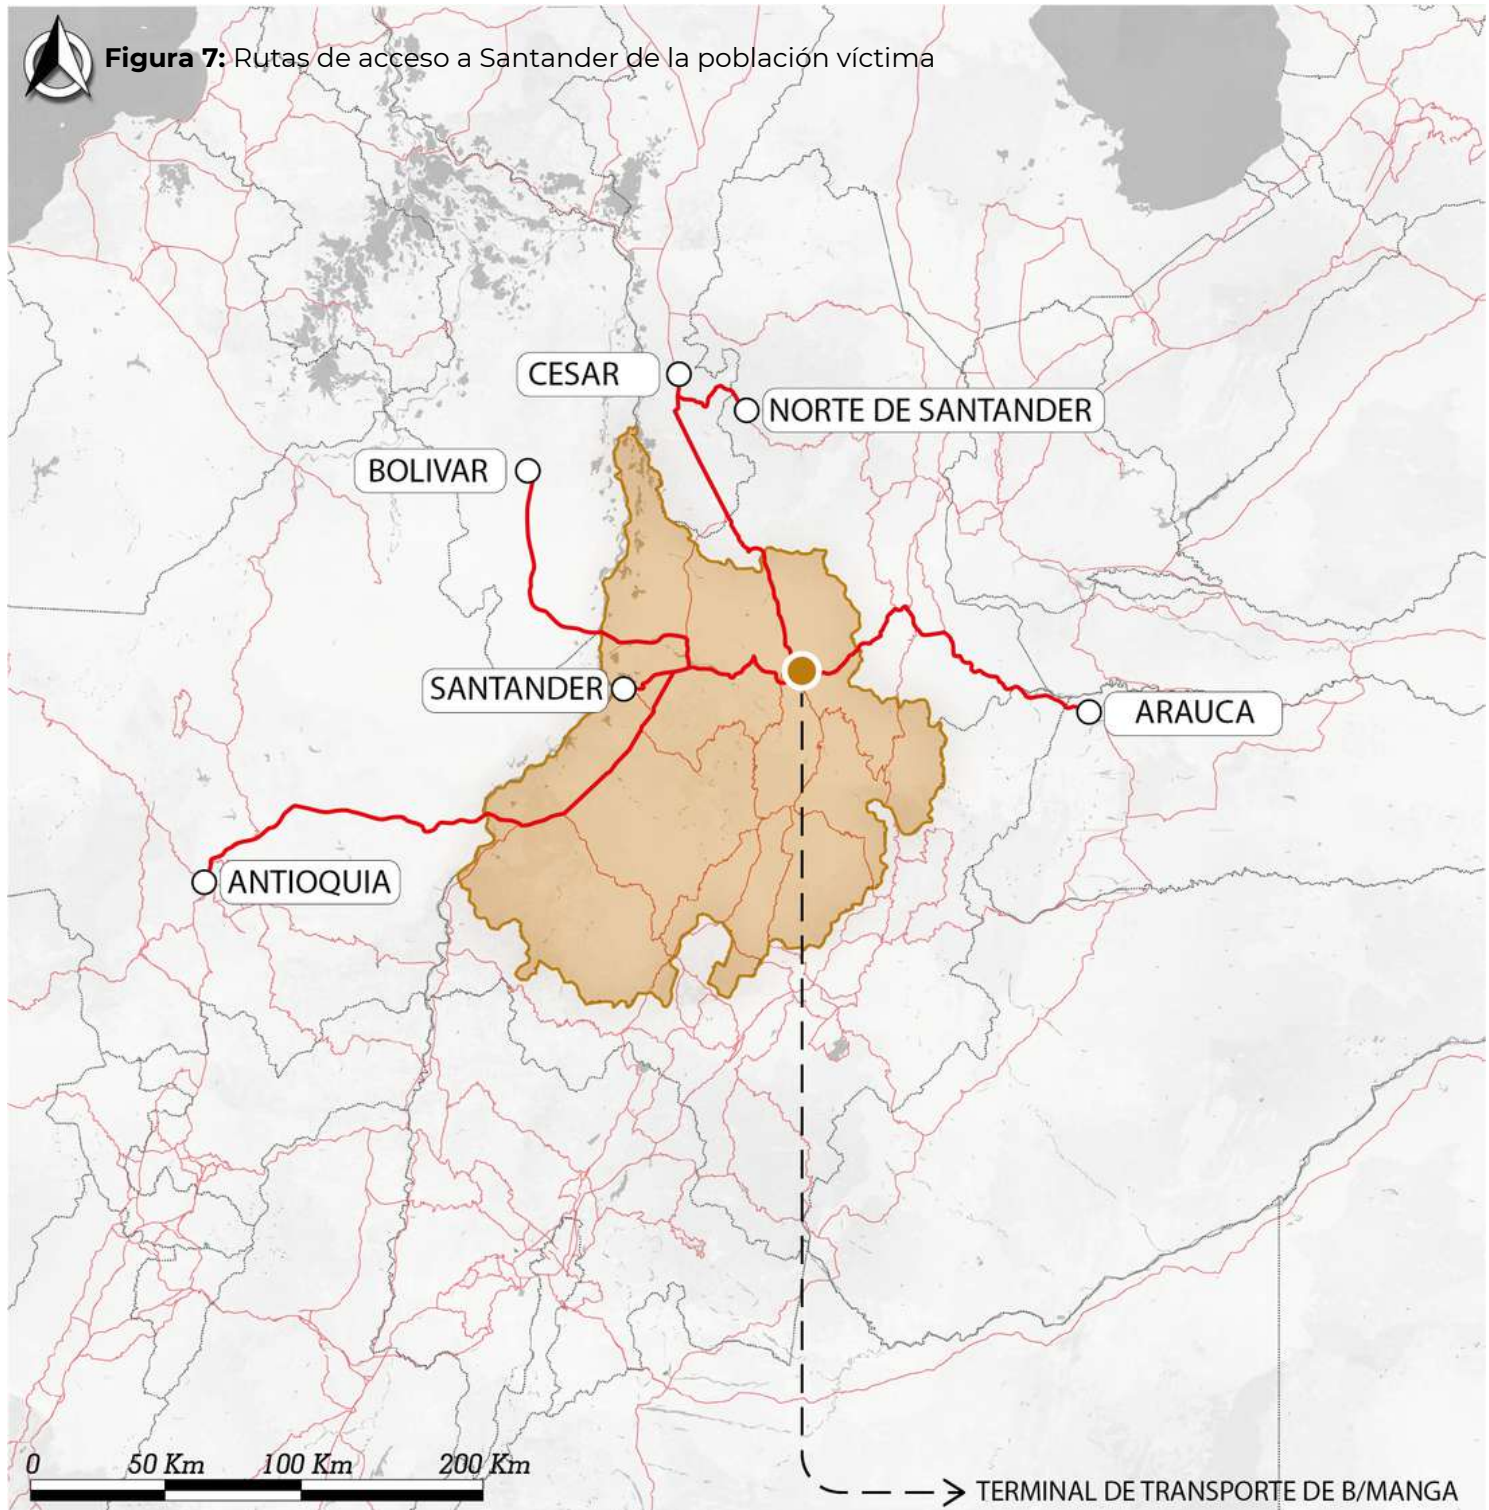 Figura 7: Rutas de acceso a Santander de la población víctima
CESAR
NORTE DE SANTANDER
BOLIVAR
SANTANDER
ARAUCA
ANTIOQUIA
0 50 Km 100 Km 200 Km
TERMINAL DE TRANSPORTE DE B/MANGA